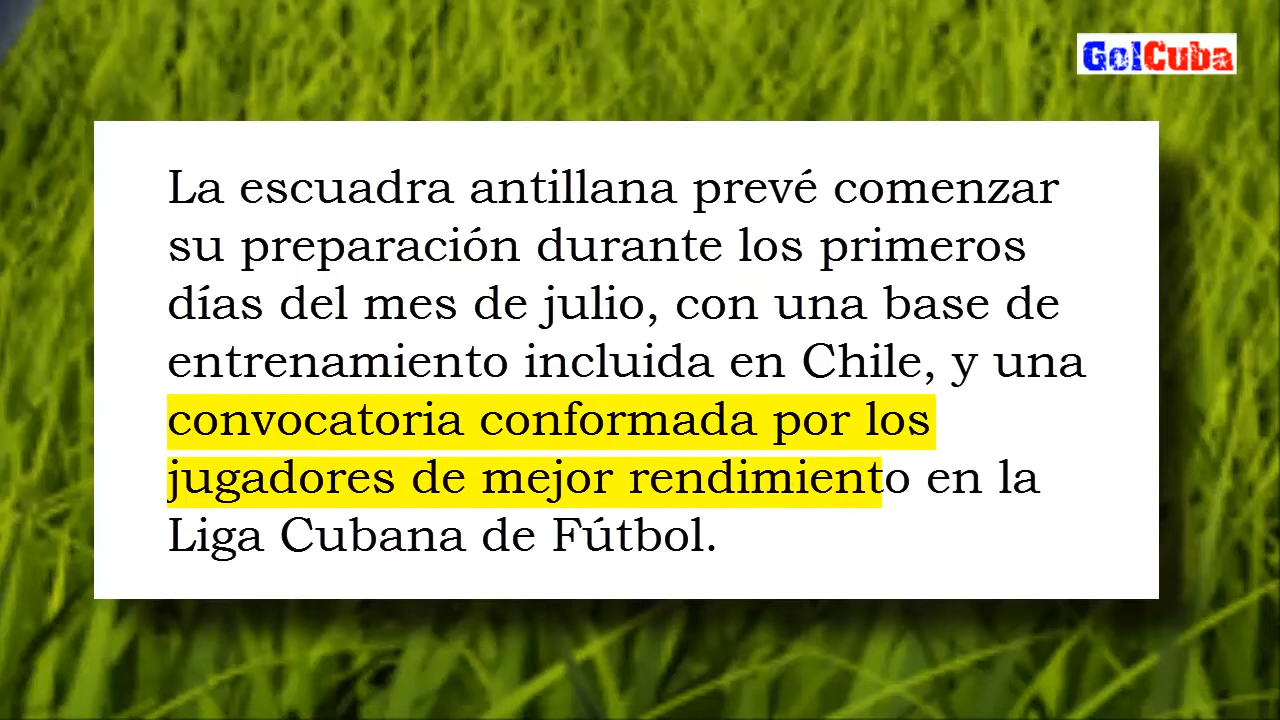 GolCuba
La escuadra antillana prevé comenzar
su preparación durante los primeros
días del mes de julio, con una base de
entrenamiento incluida en Chile, y una
convocatoria conformada por los
jugadores de mejor rendimiento en la
Liga Cubana de Fútbol.